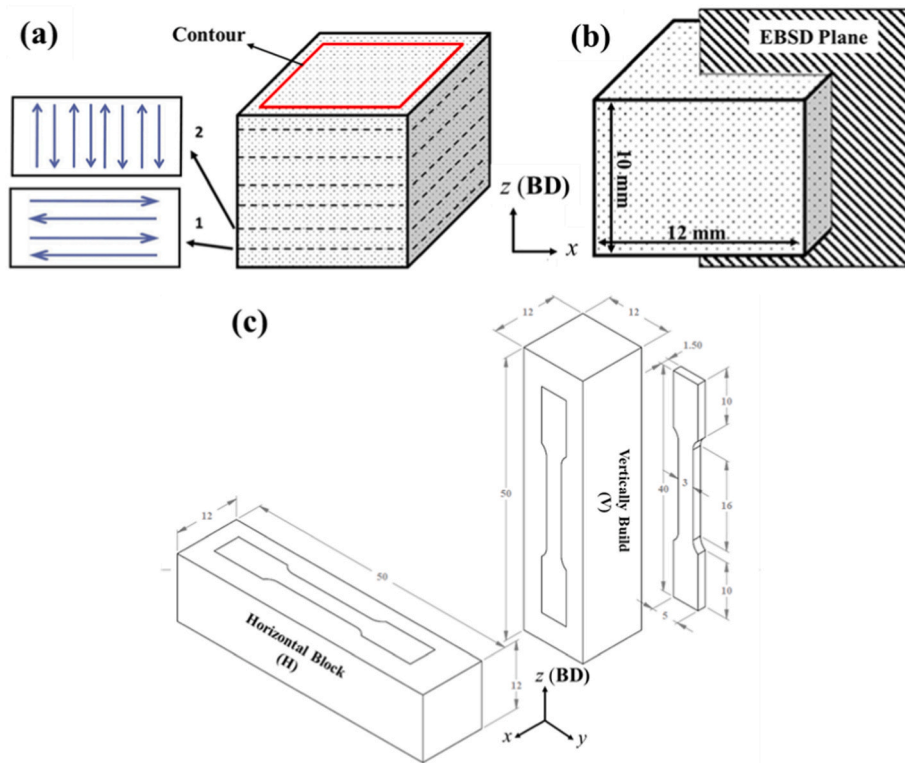 (a)
Contour
2
1
z (BD)
x
(b)
EBSD Plane
10 mm
12 mm
(c)
12
12
1.50
10
50
Vertically Build
(V)
40
3
16
10
5
12
50
Horizontal Block
(H)
12
z (BD)
x
y